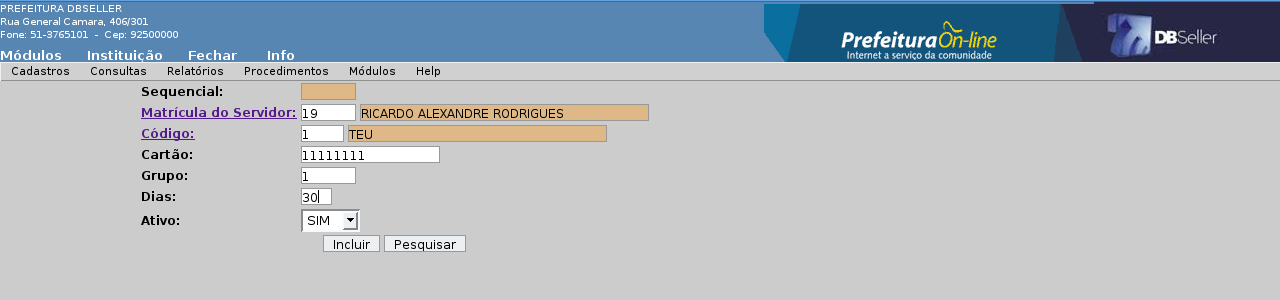 PREFEITURA DBSELLER
Rua General Camara, 406/301
Fone: 51-3765101 - Cep: 92500000
PrefeituraOn-line
Internet a serviço da comunidade
DBSeller
Módulos Instituição Fechar Info
Cadastros Consultas Relatórios Procedimentos Módulos Help
Sequencial:
Matrícula do Servidor: 19 RICARDO ALEXANDRE RODRIGUES
Código: 1 TEU
Cartão: 11111111
Grupo: 1
Dias: 30
Ativo: SIM
Incluir Pesquisar